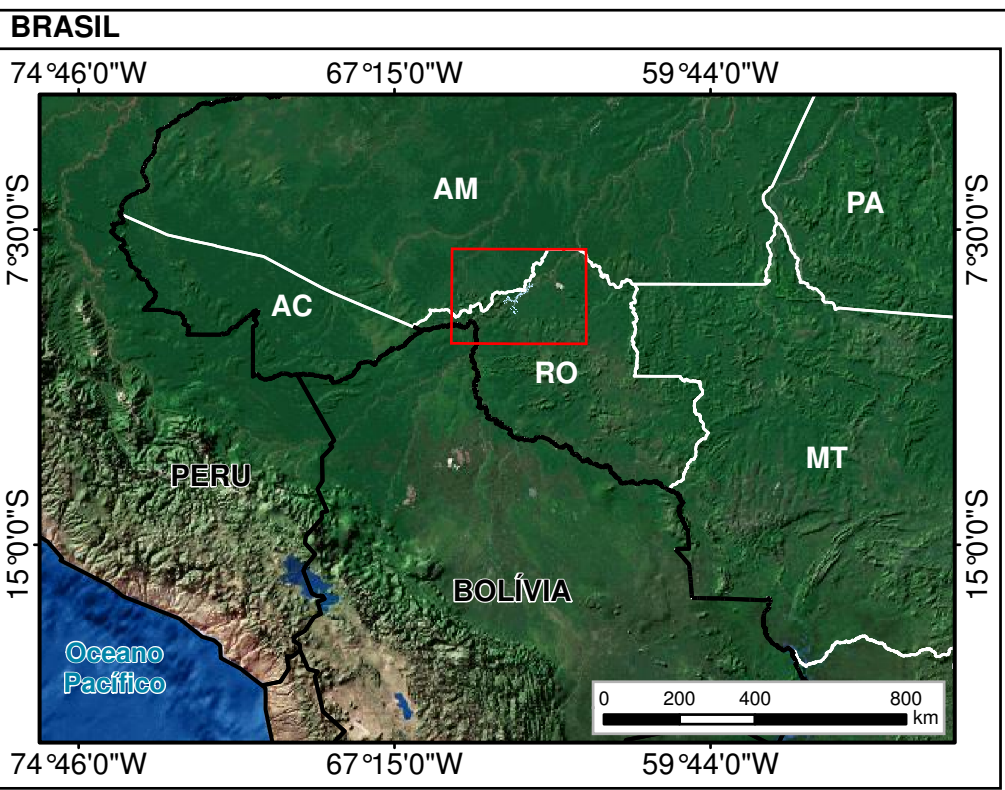 BRASIL
74°46'0"W 67°15'0"W 59°44'0"W
7°30'0"S
AM
PA
7°30'0"S
AC
RO
MT
PERU
15°0'0"S
15°0'0"S
BOLÍVIA
Oceano
Pacífico
0 200 400 800
km
74°46'0"W 67°15'0"W 59°44'0"W